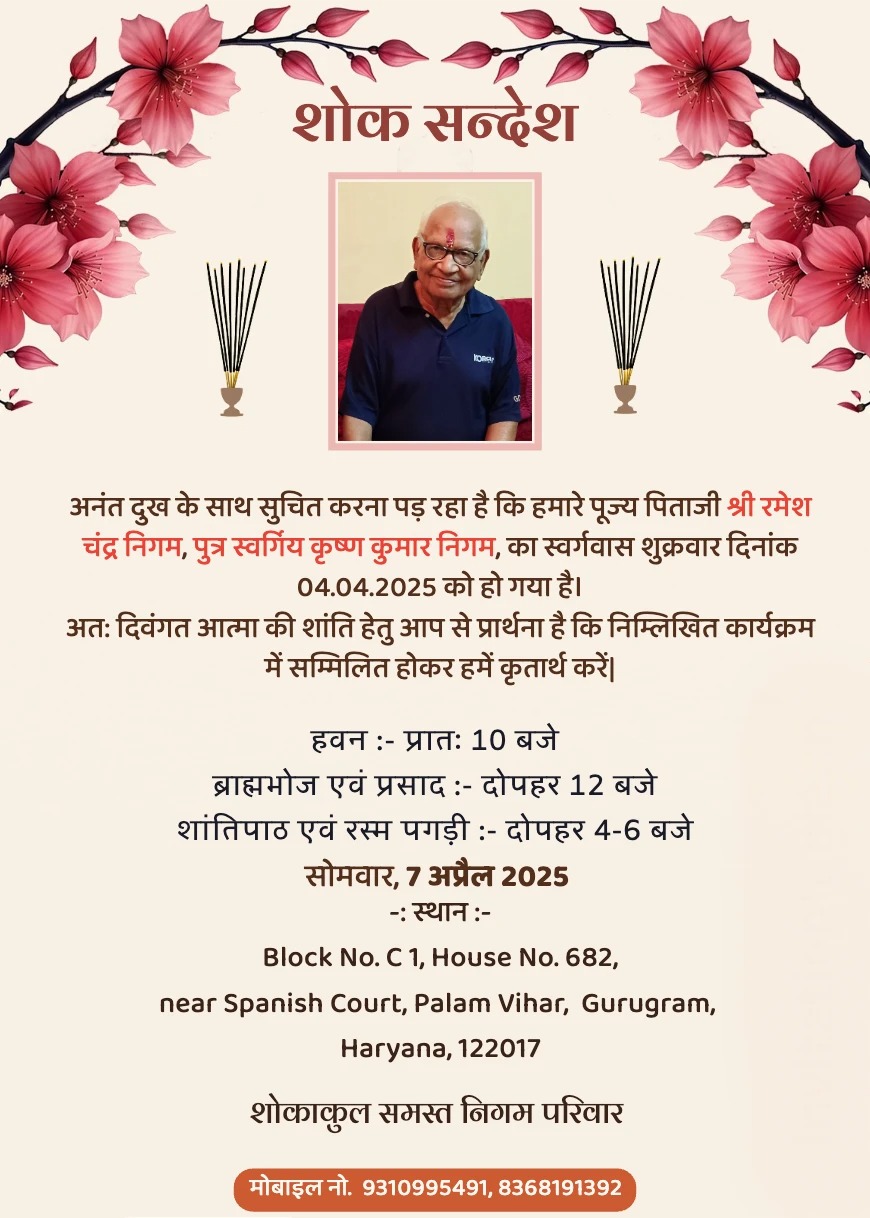 शोक सन्देश
अनंत दुख के साथ सुचित करना पड़ रहा है कि हमारे पूज्य पिताजी श्री रमेश
चंद्र निगम, पुत्र स्वर्गिय कृष्ण कुमार निगम, का स्वर्गवास शुक्रवार दिनांक
04.04.2025 को हो गया है।
अत: दिवंगत आत्मा की शांति हेतु आप से प्रार्थना है कि निम्लिखित कार्यक्रम
में सम्मिलित होकर हमें कृतार्थ करें|
हवन :- प्रातः 10 बजे
ब्राह्मभोज एवं प्रसाद :- दोपहर 12 बजे
शांतिपाठ एवं रस्म पगड़ी :- दोपहर 4-6 बजे
सोमवार, 7 अप्रैल 2025
-: स्थान :-
Block No. C 1, House No. 682,
near Spanish Court, Palam Vihar, Gurugram,
Haryana, 122017
शोकाकुल समस्त निगम परिवार
मोबाइल नो. 9310995491, 8368191392